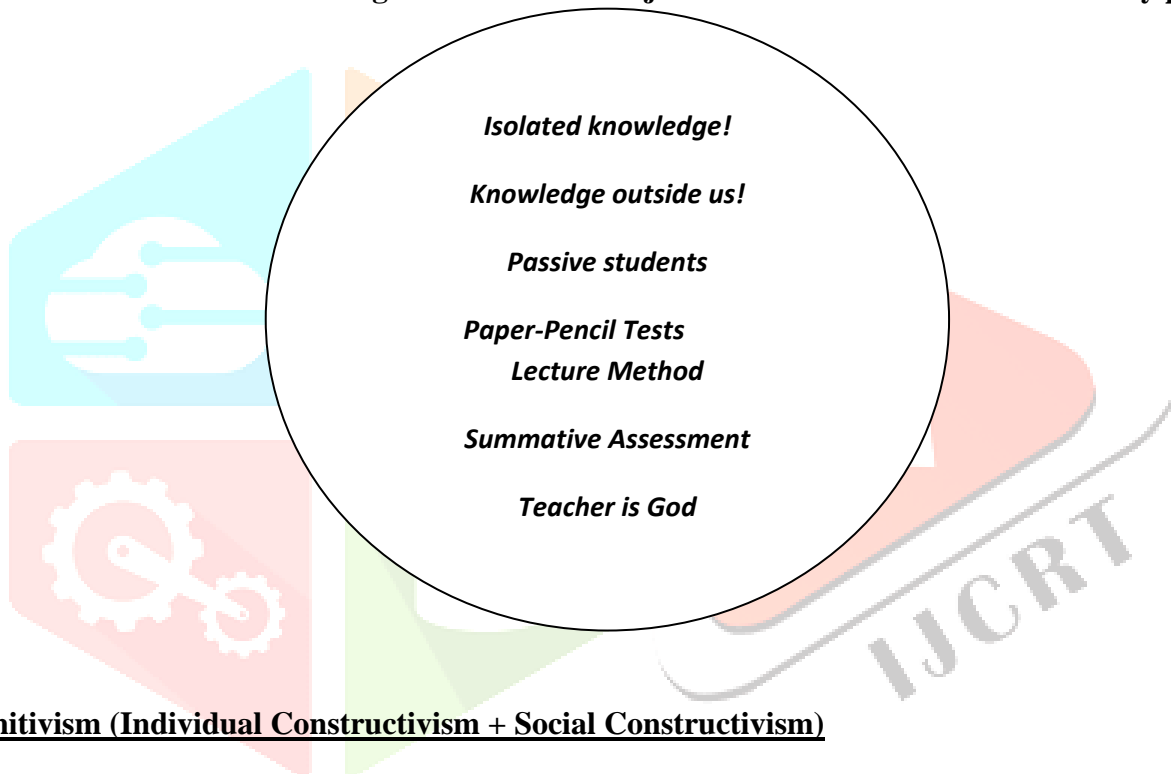 Isolated knowledge!
Knowledge outside us!
Passive students
Paper-Pencil Tests
Lecture Method
Summative Assessment
Teacher is God
IJCRT
(Individual Constructivism + Social Constructivism)